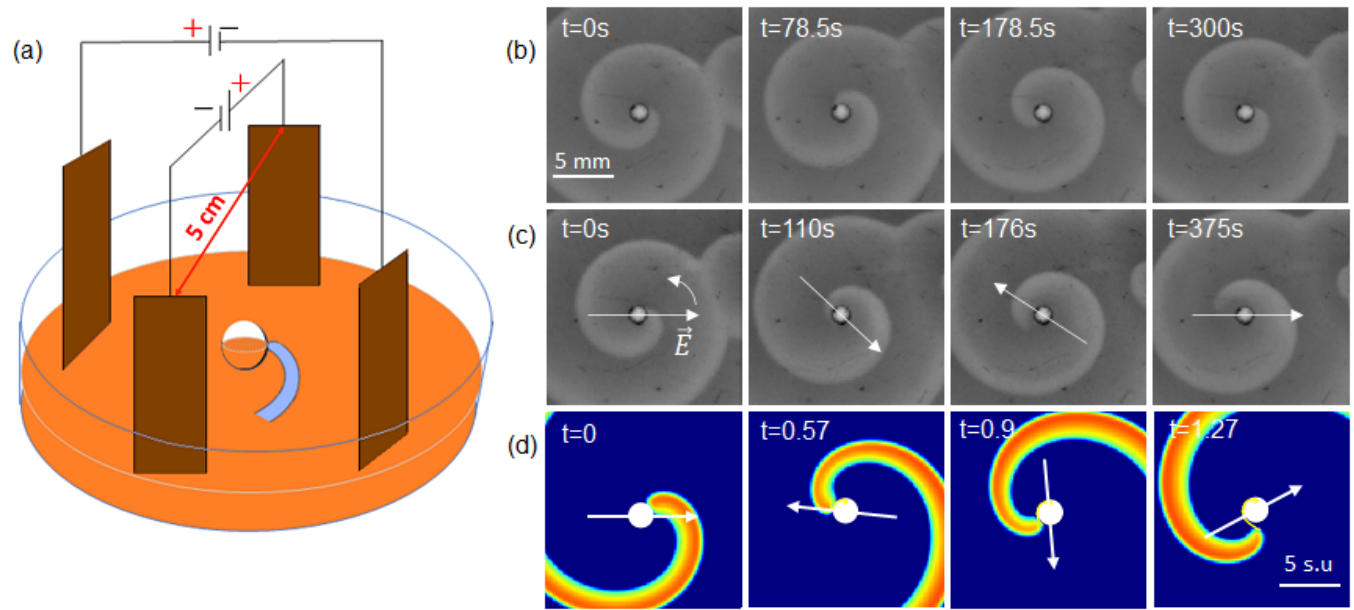 (a)
+ −
− +
5 cm
(b)
t=0s
t=78.5s
t=178.5s
t=300s
5 mm
(c)
t=0s
t=110s
t=176s
t=375s
E⃗
(d)
t=0
t=0.57
t=0.9
t=1.27
5 s.u